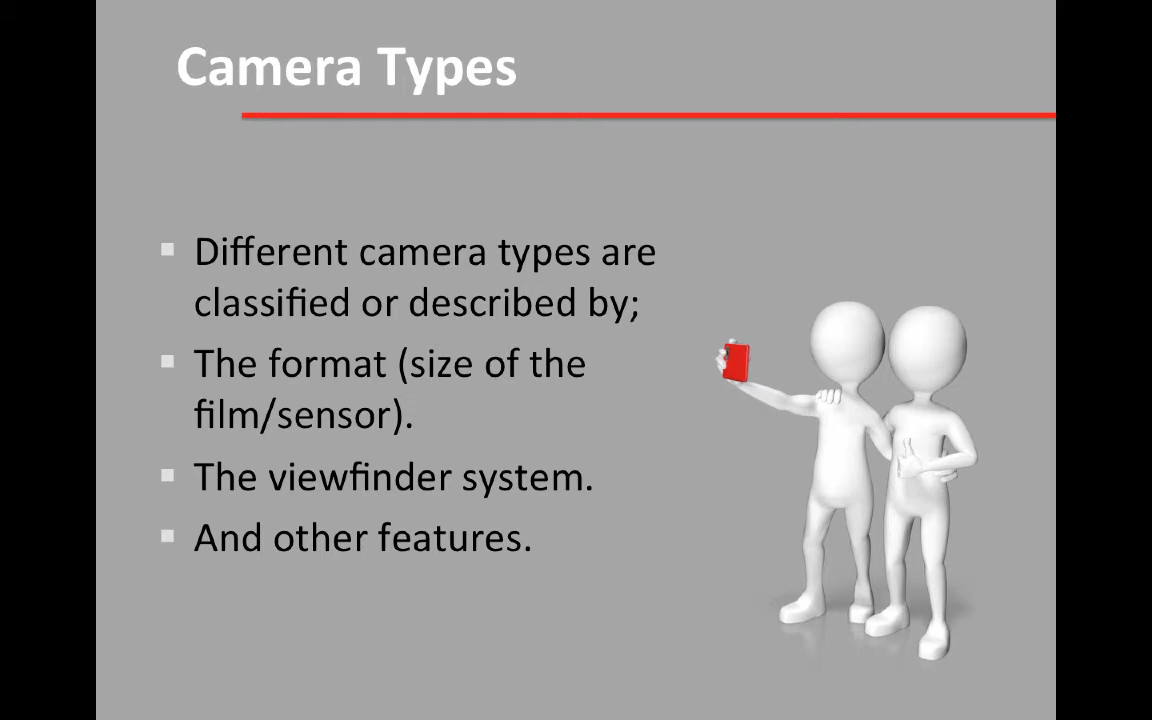 Camera Types
Different camera types are
classified or described by;
The format (size of the
film/sensor).
The viewfinder system.
And other features.